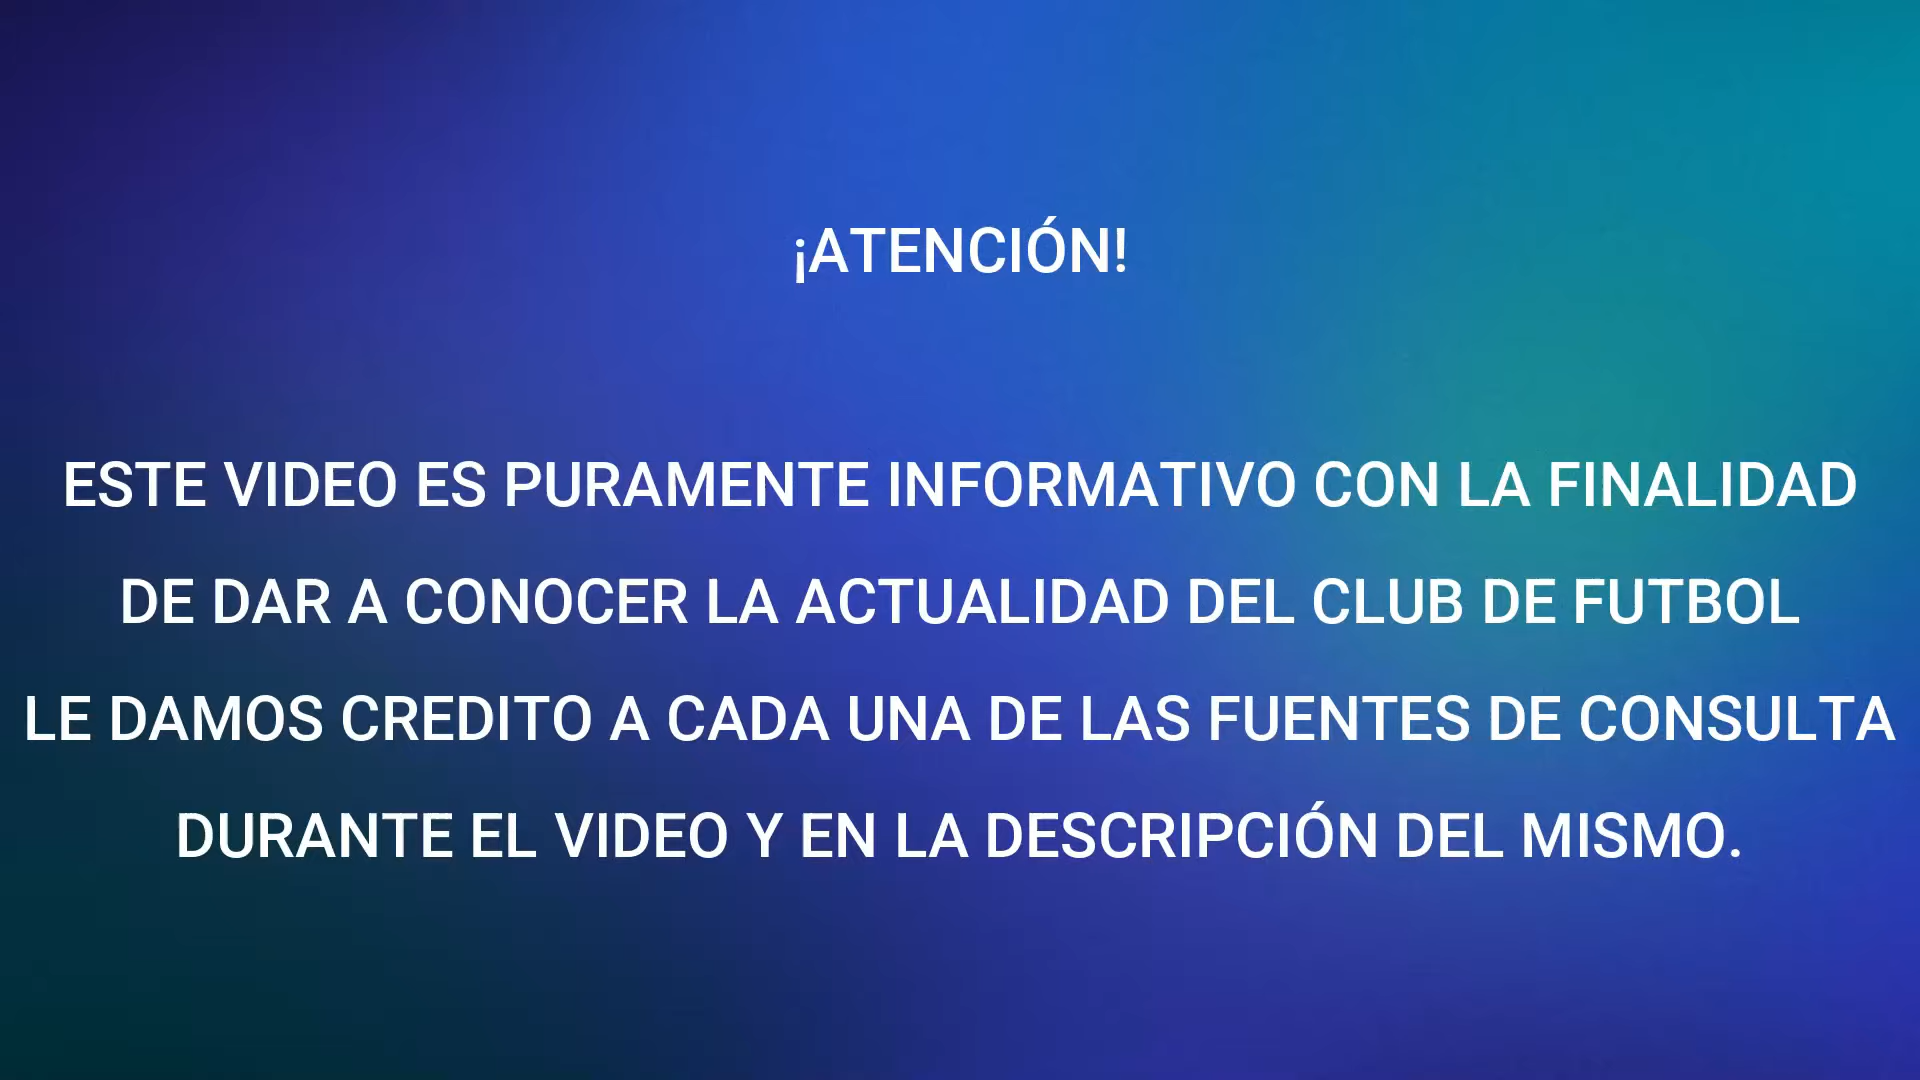 ¡ATENCIÓN!
ESTE VIDEO ES PURAMENTE INFORMATIVO CON LA FINALIDAD
DE DAR A CONOCER LA ACTUALIDAD DEL CLUB DE FUTBOL
LE DAMOS CREDITO A CADA UNA DE LAS FUENTES DE CONSULTA
DURANTE EL VIDEO Y EN LA DESCRIPCIÓN DEL MISMO.